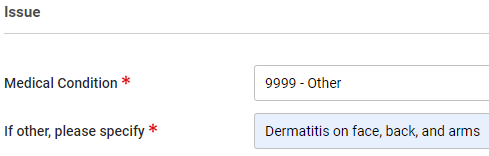 Issue
Medical Condition * 9999 - Other
If other, please specify * Dermatitis on face, back, and arms